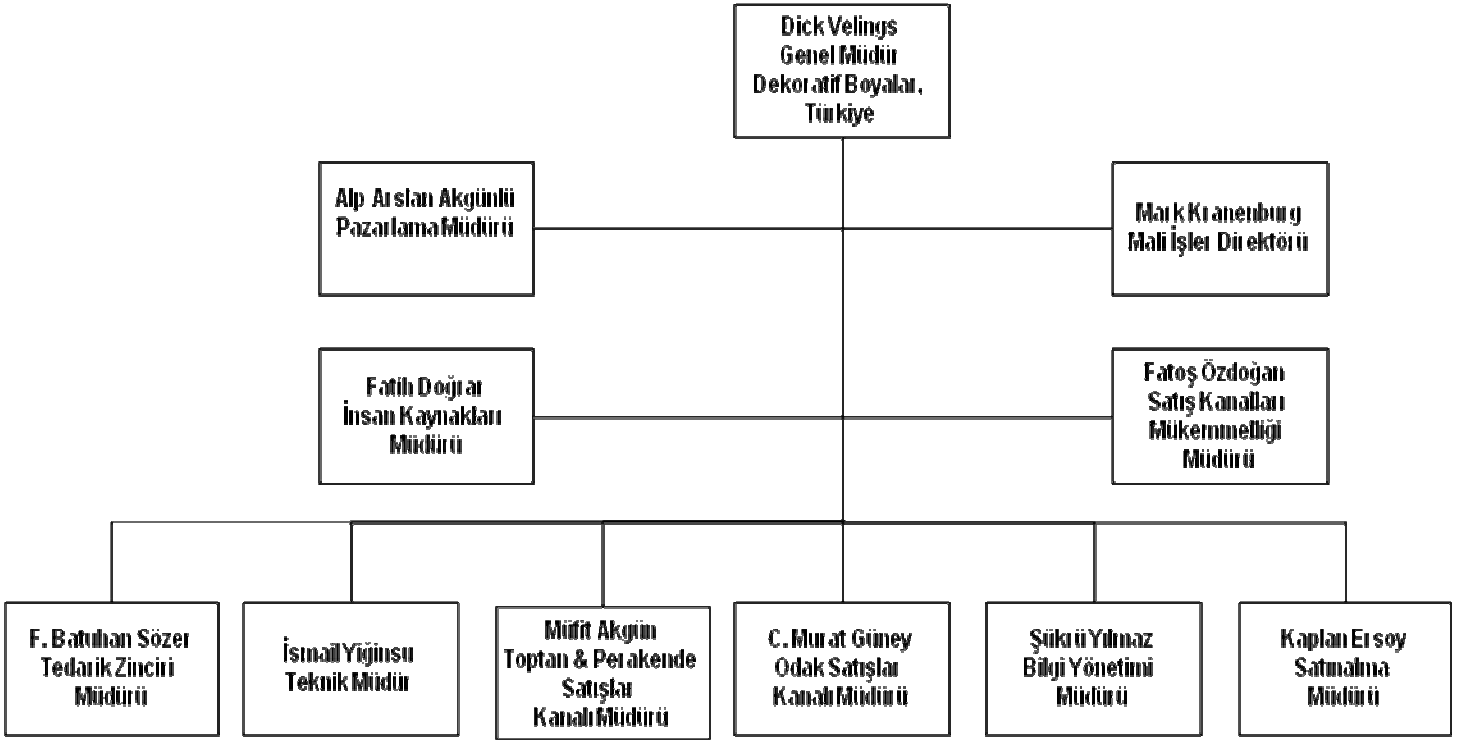 Dick Velings
Genel Müdür
Dekoratif Boyalar,
Türkiye
Alp Arslan Akgünlü
Pazarlama Müdürü
Mark Kranenburg
Mali İşler Direktörü
Fatih Doğrar
İnsan Kaynakları
Müdürü
Fatoş Özdoğan
Satış Kanalları
Mükemmelliği
Müdürü
F. Batuhan Sözer
Tedarik Zinciri
Müdürü
İsmail Yiğinsu
Teknik Müdür
Müfit Akgün
Toptan & Perakende
Satışlar
Kanalı Müdürü
C. Murat Güney
Odak Satışlar
Kanalı Müdürü
Şükrü Yılmaz
Bilgi Yönetimi
Müdürü
Kaplan Ersoy
Satınalma
Müdürü